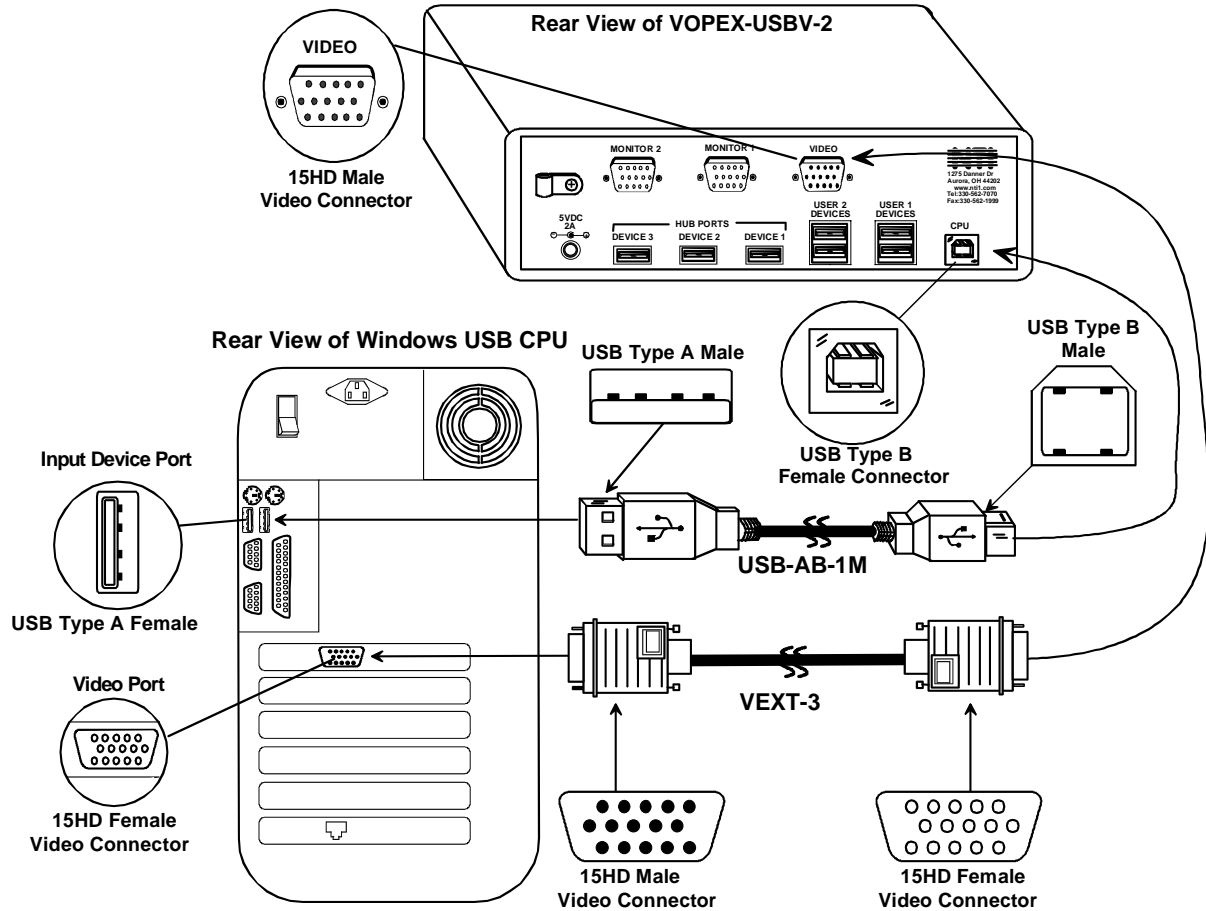 Rear View of VOPEX-USBV-2
VIDEO
15HD Male
Video Connector
MONITOR 2
MONITOR 1
VIDEO
1275 Danner Dr
Aurora, OH 44202
www.nti1.com
Tel:330-562-7070
Fax:330-562-1999
5VDC
2A
HUB PORTS
DEVICE 3
DEVICE 2
DEVICE 1
USER 2
DEVICES
USER 1
DEVICES
CPU
Rear View of Windows USB CPU
USB Type A Male
USB Type B
Female Connector
USB Type B
Male
Input Device Port
USB Type A Female
USB-AB-1M
Video Port
15HD Female
Video Connector
VEXT-3
15HD Male
Video Connector
15HD Female
Video Connector